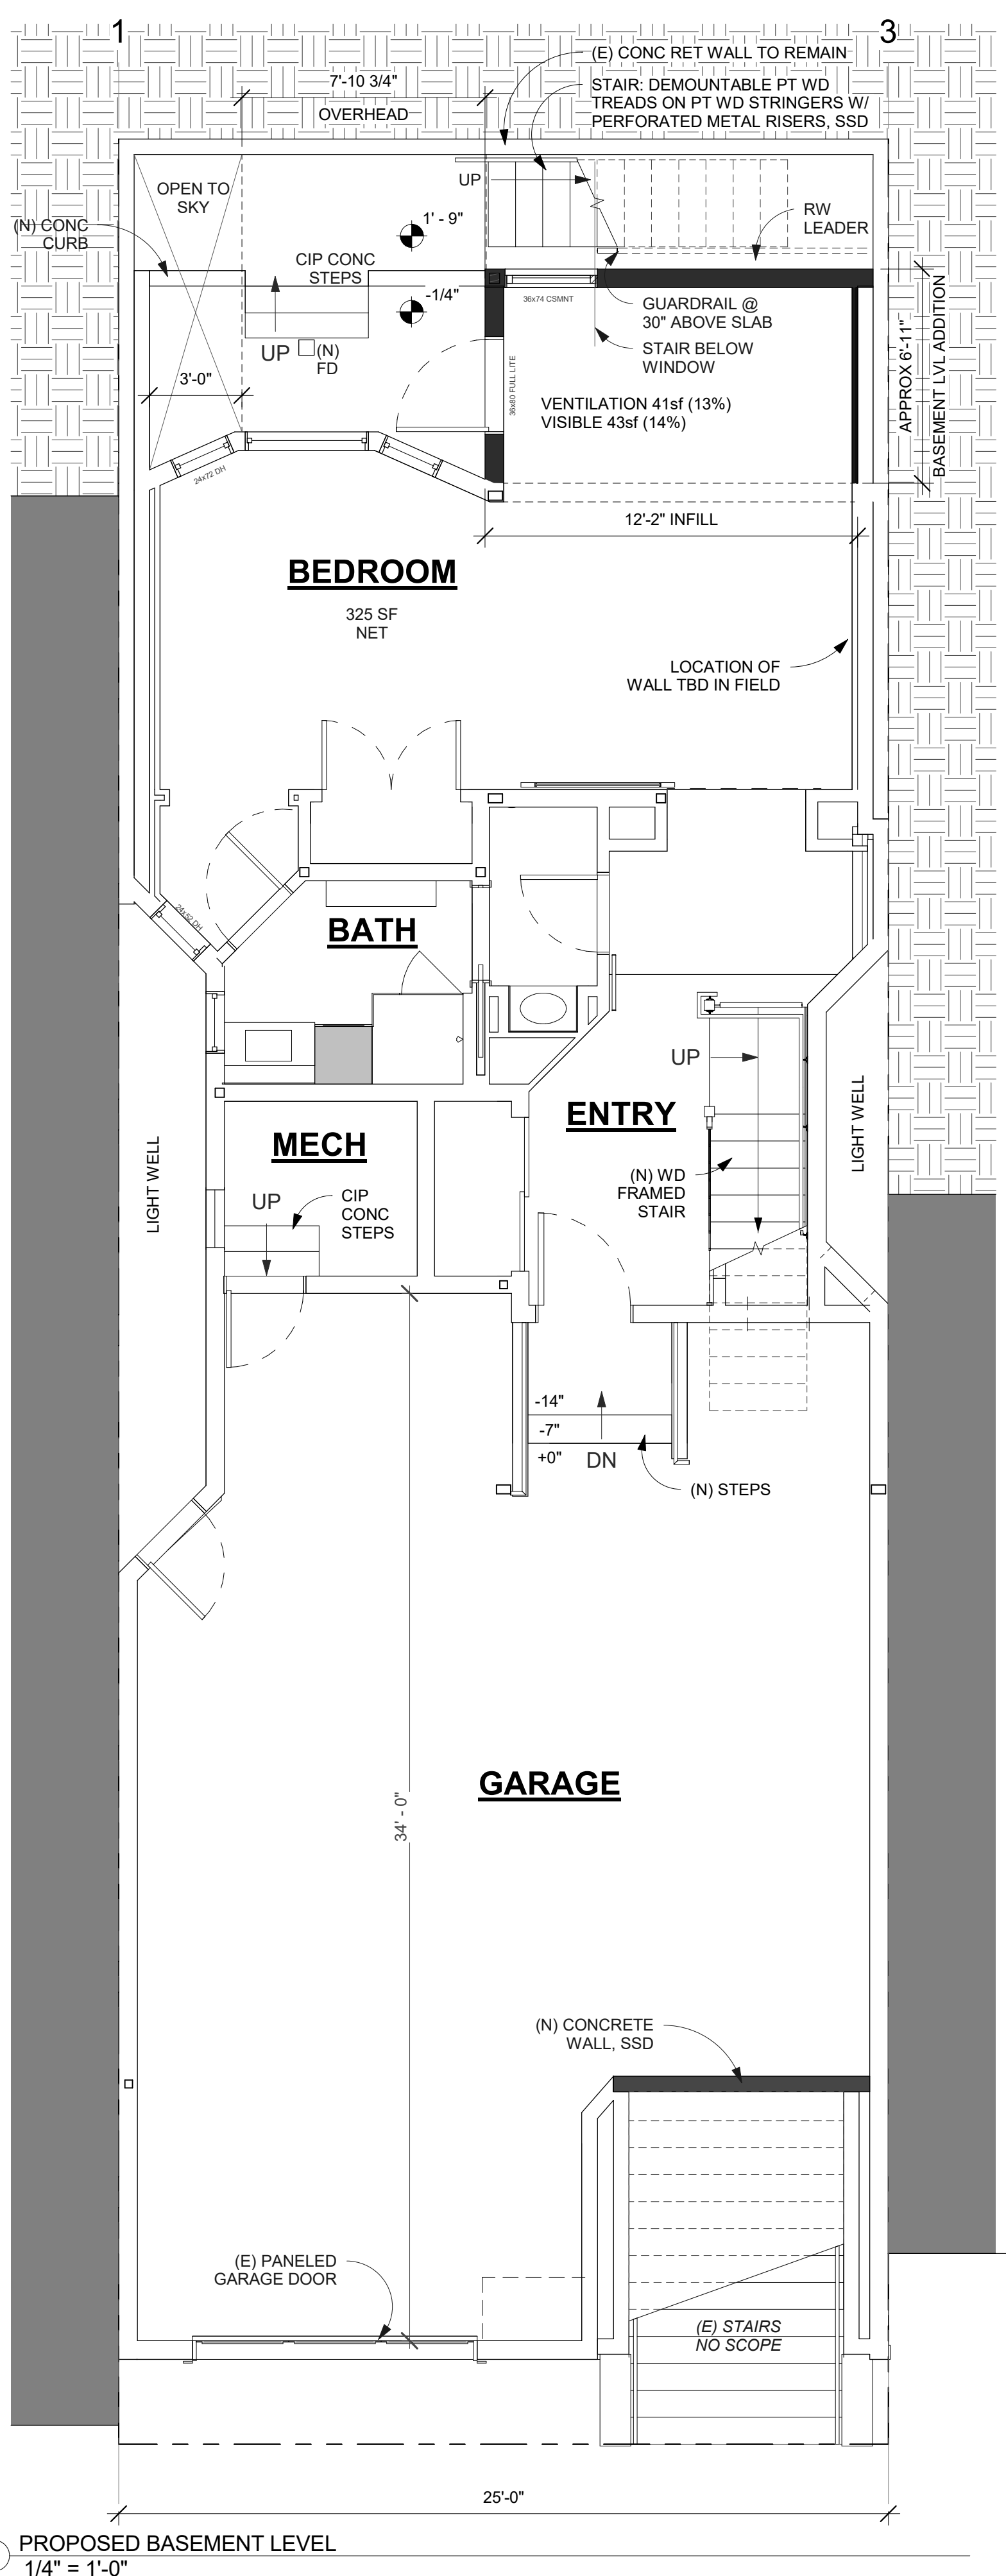 1
3
(E) CONC RET WALL TO REMAIN
7'-10 3/4"
OVERHEAD
STAIR: DEMOUNTABLE PT WD
TREADS ON PT WD STRINGERS W/
PERFORATED METAL RISERS, SSD
OPEN TO
SKY
UP
(N) CONC
CURB
1' - 9"
RW
LEADER
CIP CONC
STEPS
-1/4"
36x74 CSMNT
GUARDRAIL @
30" ABOVE SLAB
UP
(N)
FD
STAIR BELOW
WINDOW
3'-0"
36x80 FULL LITE
VENTILATION 41sf (13%)
VISIBLE 43sf (14%)
APPROX 6'-11"
BASEMENT LVL ADDITION
24x72 DH
12'-2" INFILL
BEDROOM
325 SF
NET
LOCATION OF
WALL TBD IN FIELD
24x52 DH
BATH
UP
ENTRY
LIGHT WELL
MECH
LIGHT WELL
(N) WD
FRAMED
STAIR
UP
CIP
CONC
STEPS
-14"
-7"
+0"
DN
(N) STEPS
GARAGE
34' - 0"
(N) CONCRETE
WALL, SSD
(E) PANELED
GARAGE DOOR
(E) STAIRS
NO SCOPE
25'-0"
PROPOSED BASEMENT LEVEL
1/4" = 1'-0"